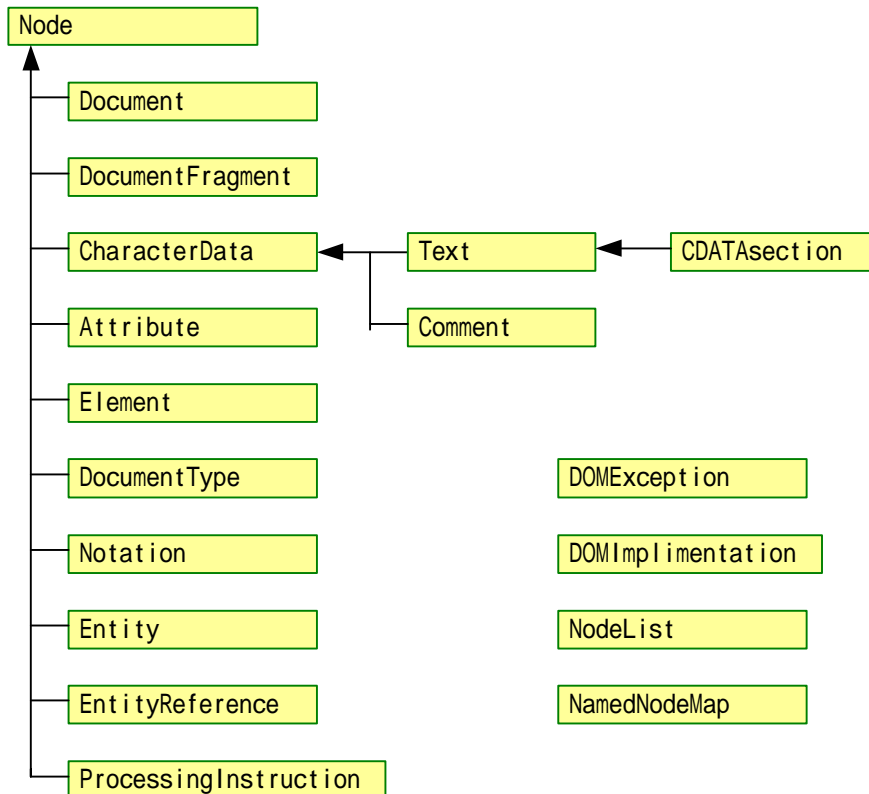 Node
Document
DocumentFragment
CharacterData
Text
CDATAsection
Attribute
Comment
Element
DocumentType
DOMException
Notation
DOMImplimentation
Entity
NodeList
EntityReference
NamedNodeMap
ProcessingInstruction